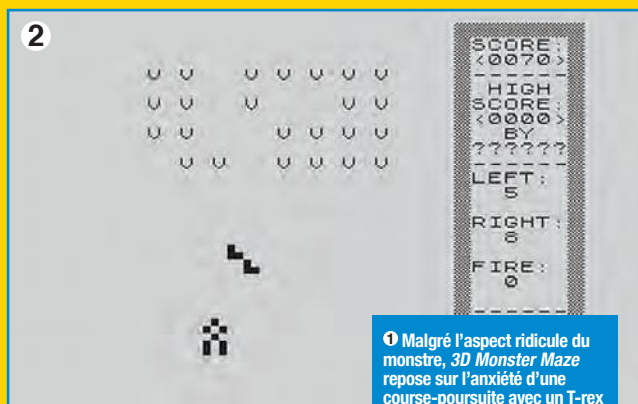 2
SCORE:
<0070>
------
HIGH
SCORE:
<0000>
BY
??????
------
LEFT:
5
RIGHT:
8
FIRE:
0
------
1 Malgré l'aspect ridicule du
monstre, 3D Monster Maze
repose sur l'anxiété d'une
course-poursuite avec un T-rex